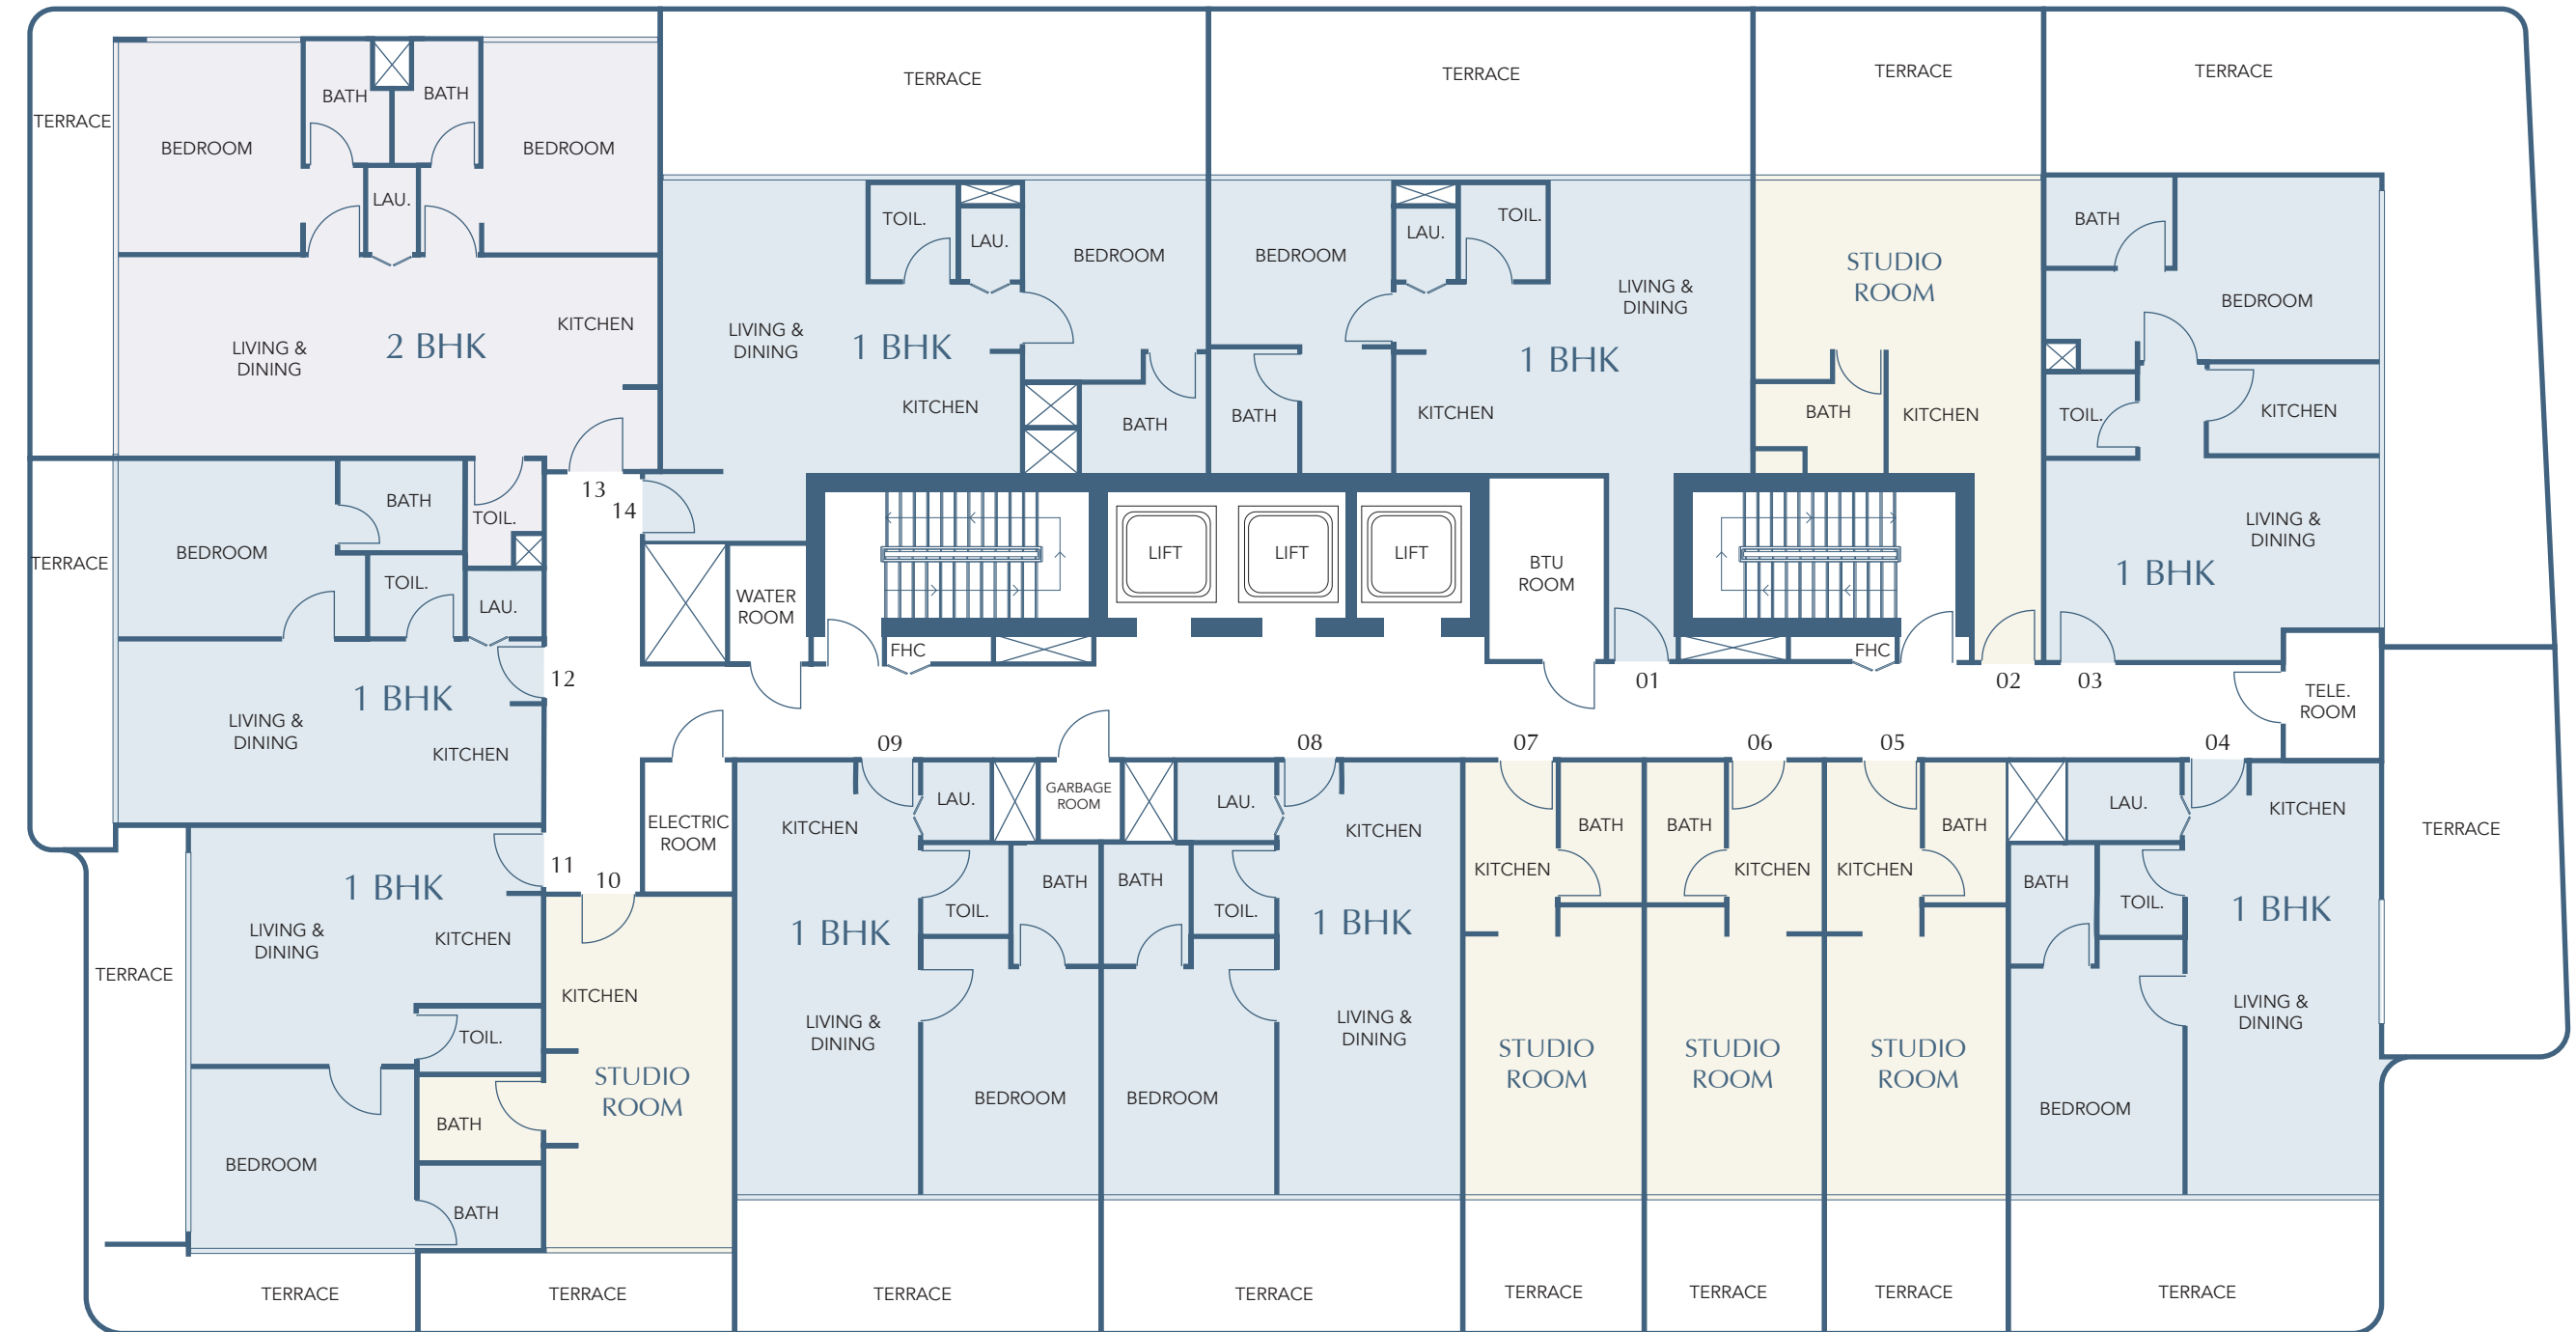 TERRACE
TERRACE
TERRACE
TERRACE
TERRACE
BEDROOM
BATH
BATH
BEDROOM
LAU.
LIVING &
DINING
2 BHK
KITCHEN
TOIL.
13
14
LIVING &
DINING
TOIL.
LAU.
BEDROOM
1 BHK
KITCHEN
BATH
BEDROOM
LAU.
TOIL.
LIVING &
DINING
1 BHK
BATH
KITCHEN
STUDIO
ROOM
BATH
KITCHEN
BATH
BEDROOM
TOIL.
KITCHEN
LIVING &
DINING
1 BHK
TERRACE
BEDROOM
BATH
TOIL.
LAU.
12
1 BHK
LIVING &
DINING
KITCHEN
WATER
ROOM
FHC
LIFT
LIFT
LIFT
BTU
ROOM
01
FHC
02
03
TELE.
ROOM
TERRACE
11
10
1 BHK
LIVING &
DINING
KITCHEN
TERRACE
TOIL.
BATH
BEDROOM
BATH
ELECTRIC
ROOM
KITCHEN
STUDIO
ROOM
09
KITCHEN
LAU.
GARBAGE
ROOM
1 BHK
TOIL.
BATH
LIVING &
DINING
BEDROOM
08
LAU.
KITCHEN
BATH
TOIL.
1 BHK
LIVING &
DINING
BEDROOM
07
BATH
KITCHEN
STUDIO
ROOM
06
BATH
KITCHEN
STUDIO
ROOM
05
BATH
KITCHEN
STUDIO
ROOM
04
LAU.
KITCHEN
BATH
TOIL.
1 BHK
LIVING &
DINING
BEDROOM
TERRACE
TERRACE
TERRACE
TERRACE
TERRACE
TERRACE
TERRACE
TERRACE